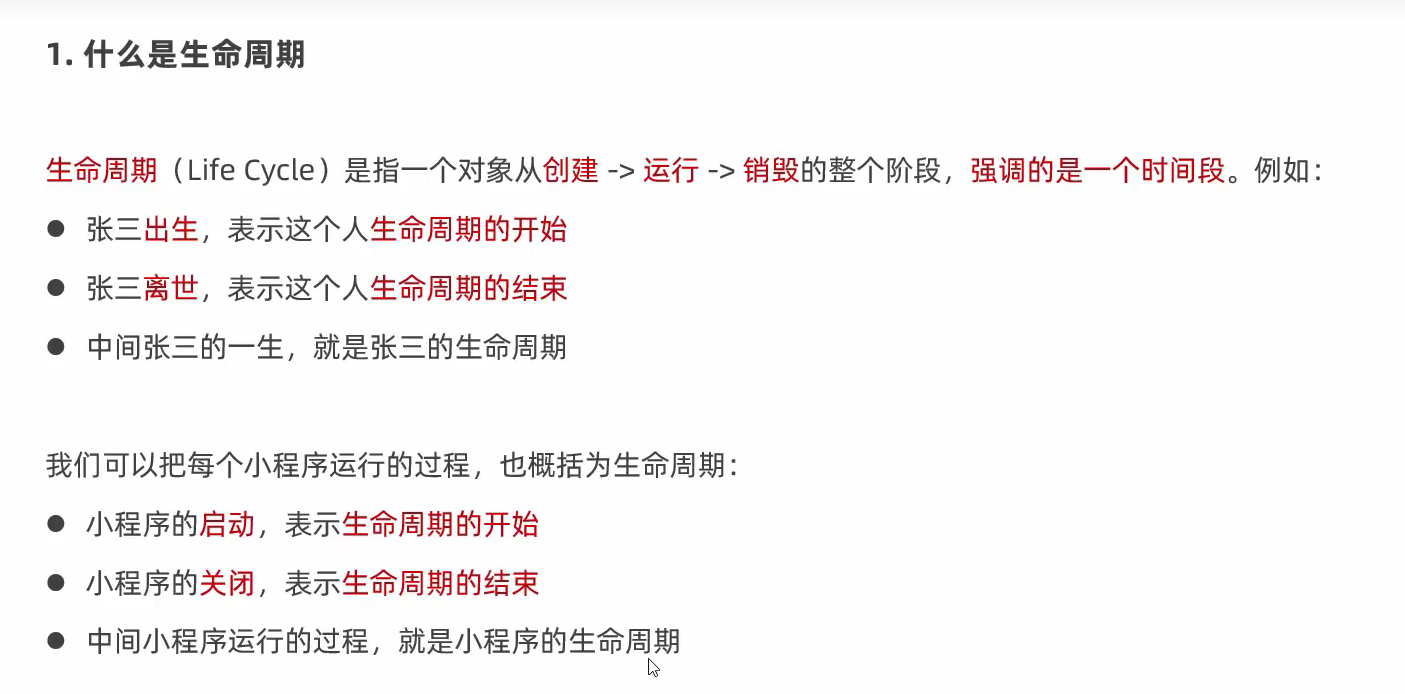 1. 什么是生命周期
生命周期（Life Cycle）是指一个对象从创建 -> 运行 -> 销毁的整个阶段，强调的是一个时间段。例如：
● 张三出生，表示这个人生命周期的开始
● 张三离世，表示这个人生命周期的结束
● 中间张三的一生，就是张三的生命周期
我们可以把每个小程序运行的过程，也概括为生命周期：
● 小程序的启动，表示生命周期的开始
● 小程序的关闭，表示生命周期的结束
● 中间小程序运行的过程，就是小程序的生命周期